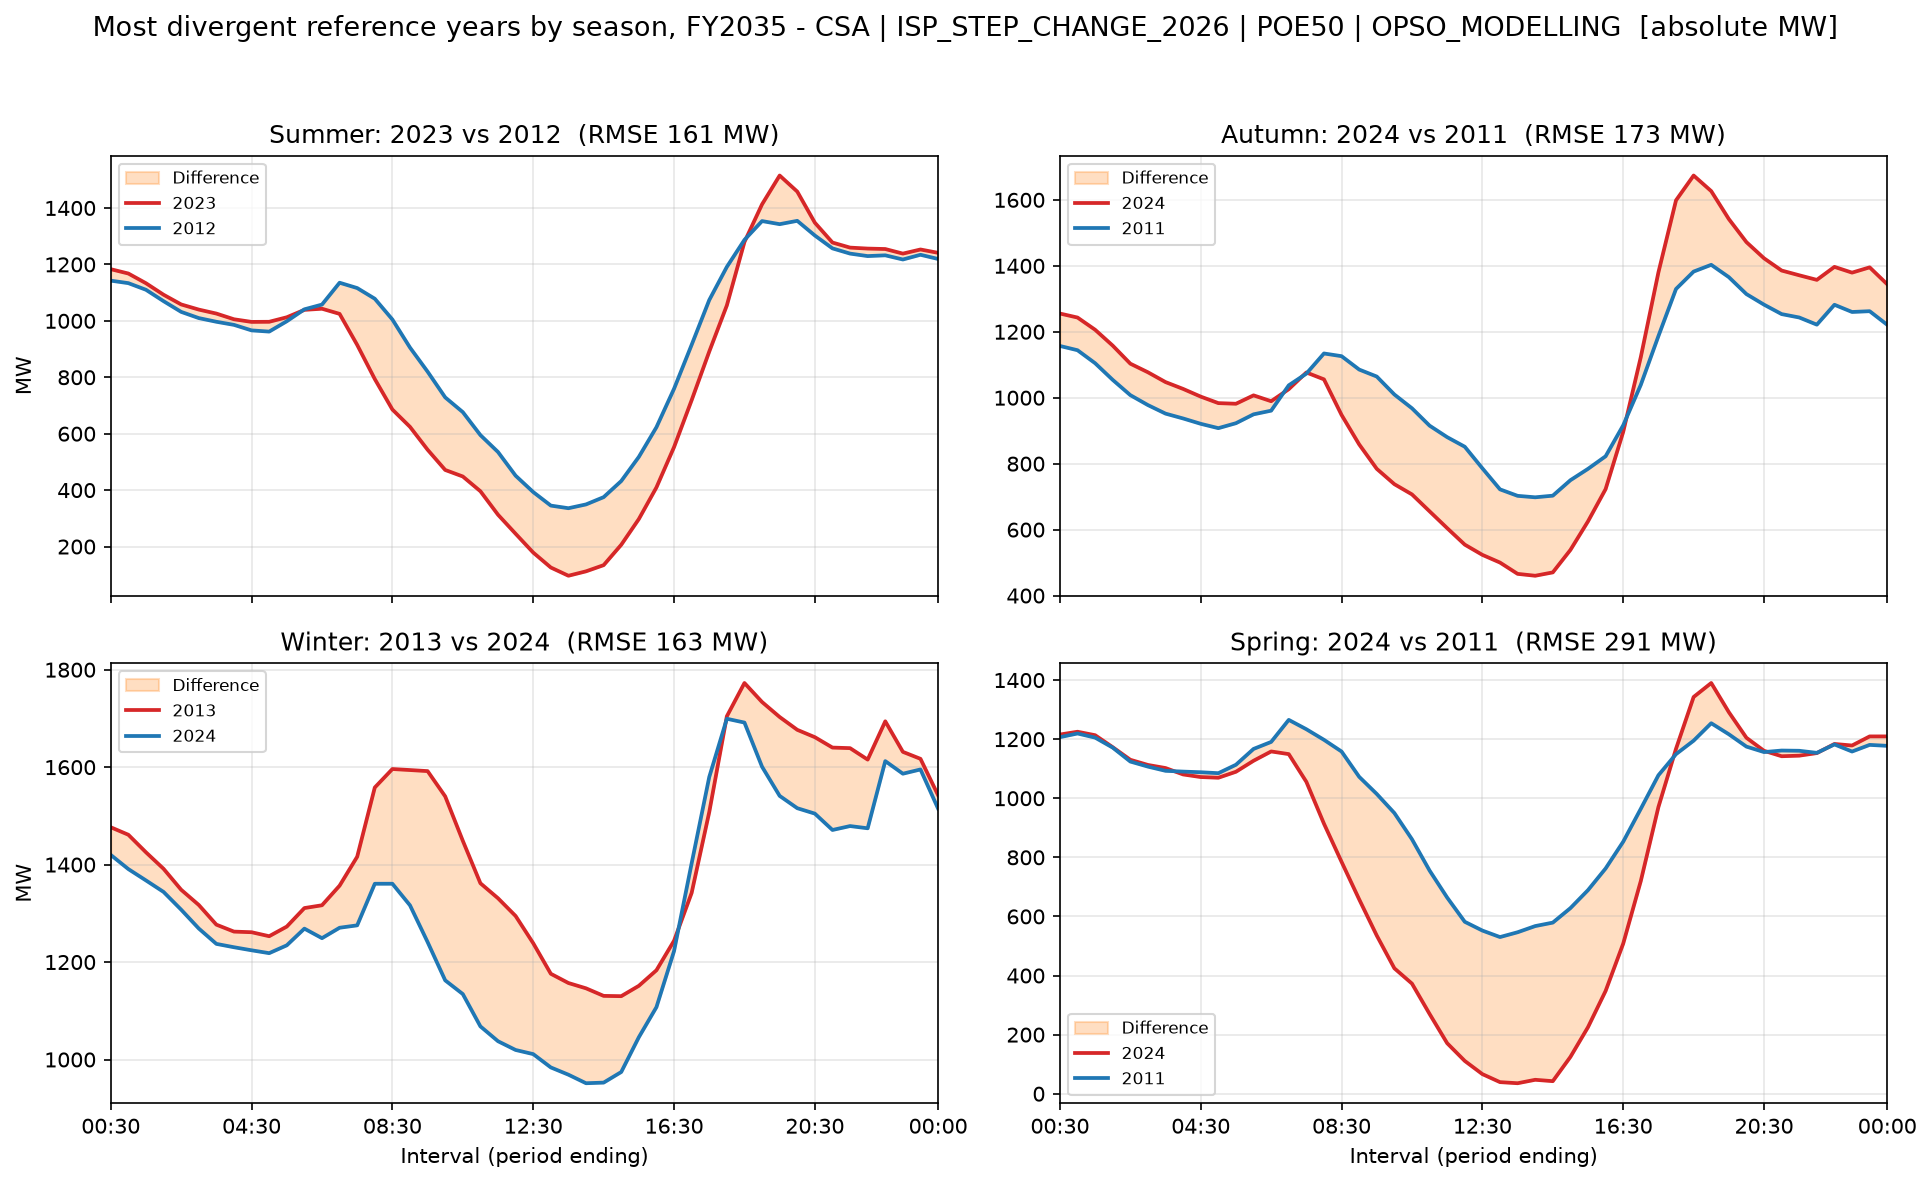 Most divergent reference years by season, FY2035 - CSA | ISP_STEP_CHANGE_2026 | POE50 | OPSO_MODELLING  [absolute MW]
Summer: 2023 vs 2012  (RMSE 161 MW)
Difference
2023
2012
1400
1200
1000
800
600
400
200
MW
Autumn: 2024 vs 2011  (RMSE 173 MW)
Difference
2024
2011
1600
1400
1200
1000
800
600
400
Winter: 2013 vs 2024  (RMSE 163 MW)
Difference
2013
2024
1800
1600
1400
1200
1000
MW
00:30 04:30 08:30 12:30 16:30 20:30 00:00
Interval (period ending)
Spring: 2024 vs 2011  (RMSE 291 MW)
1400
1200
1000
800
600
400
200
0
Difference
2024
2011
00:30 04:30 08:30 12:30 16:30 20:30 00:00
Interval (period ending)